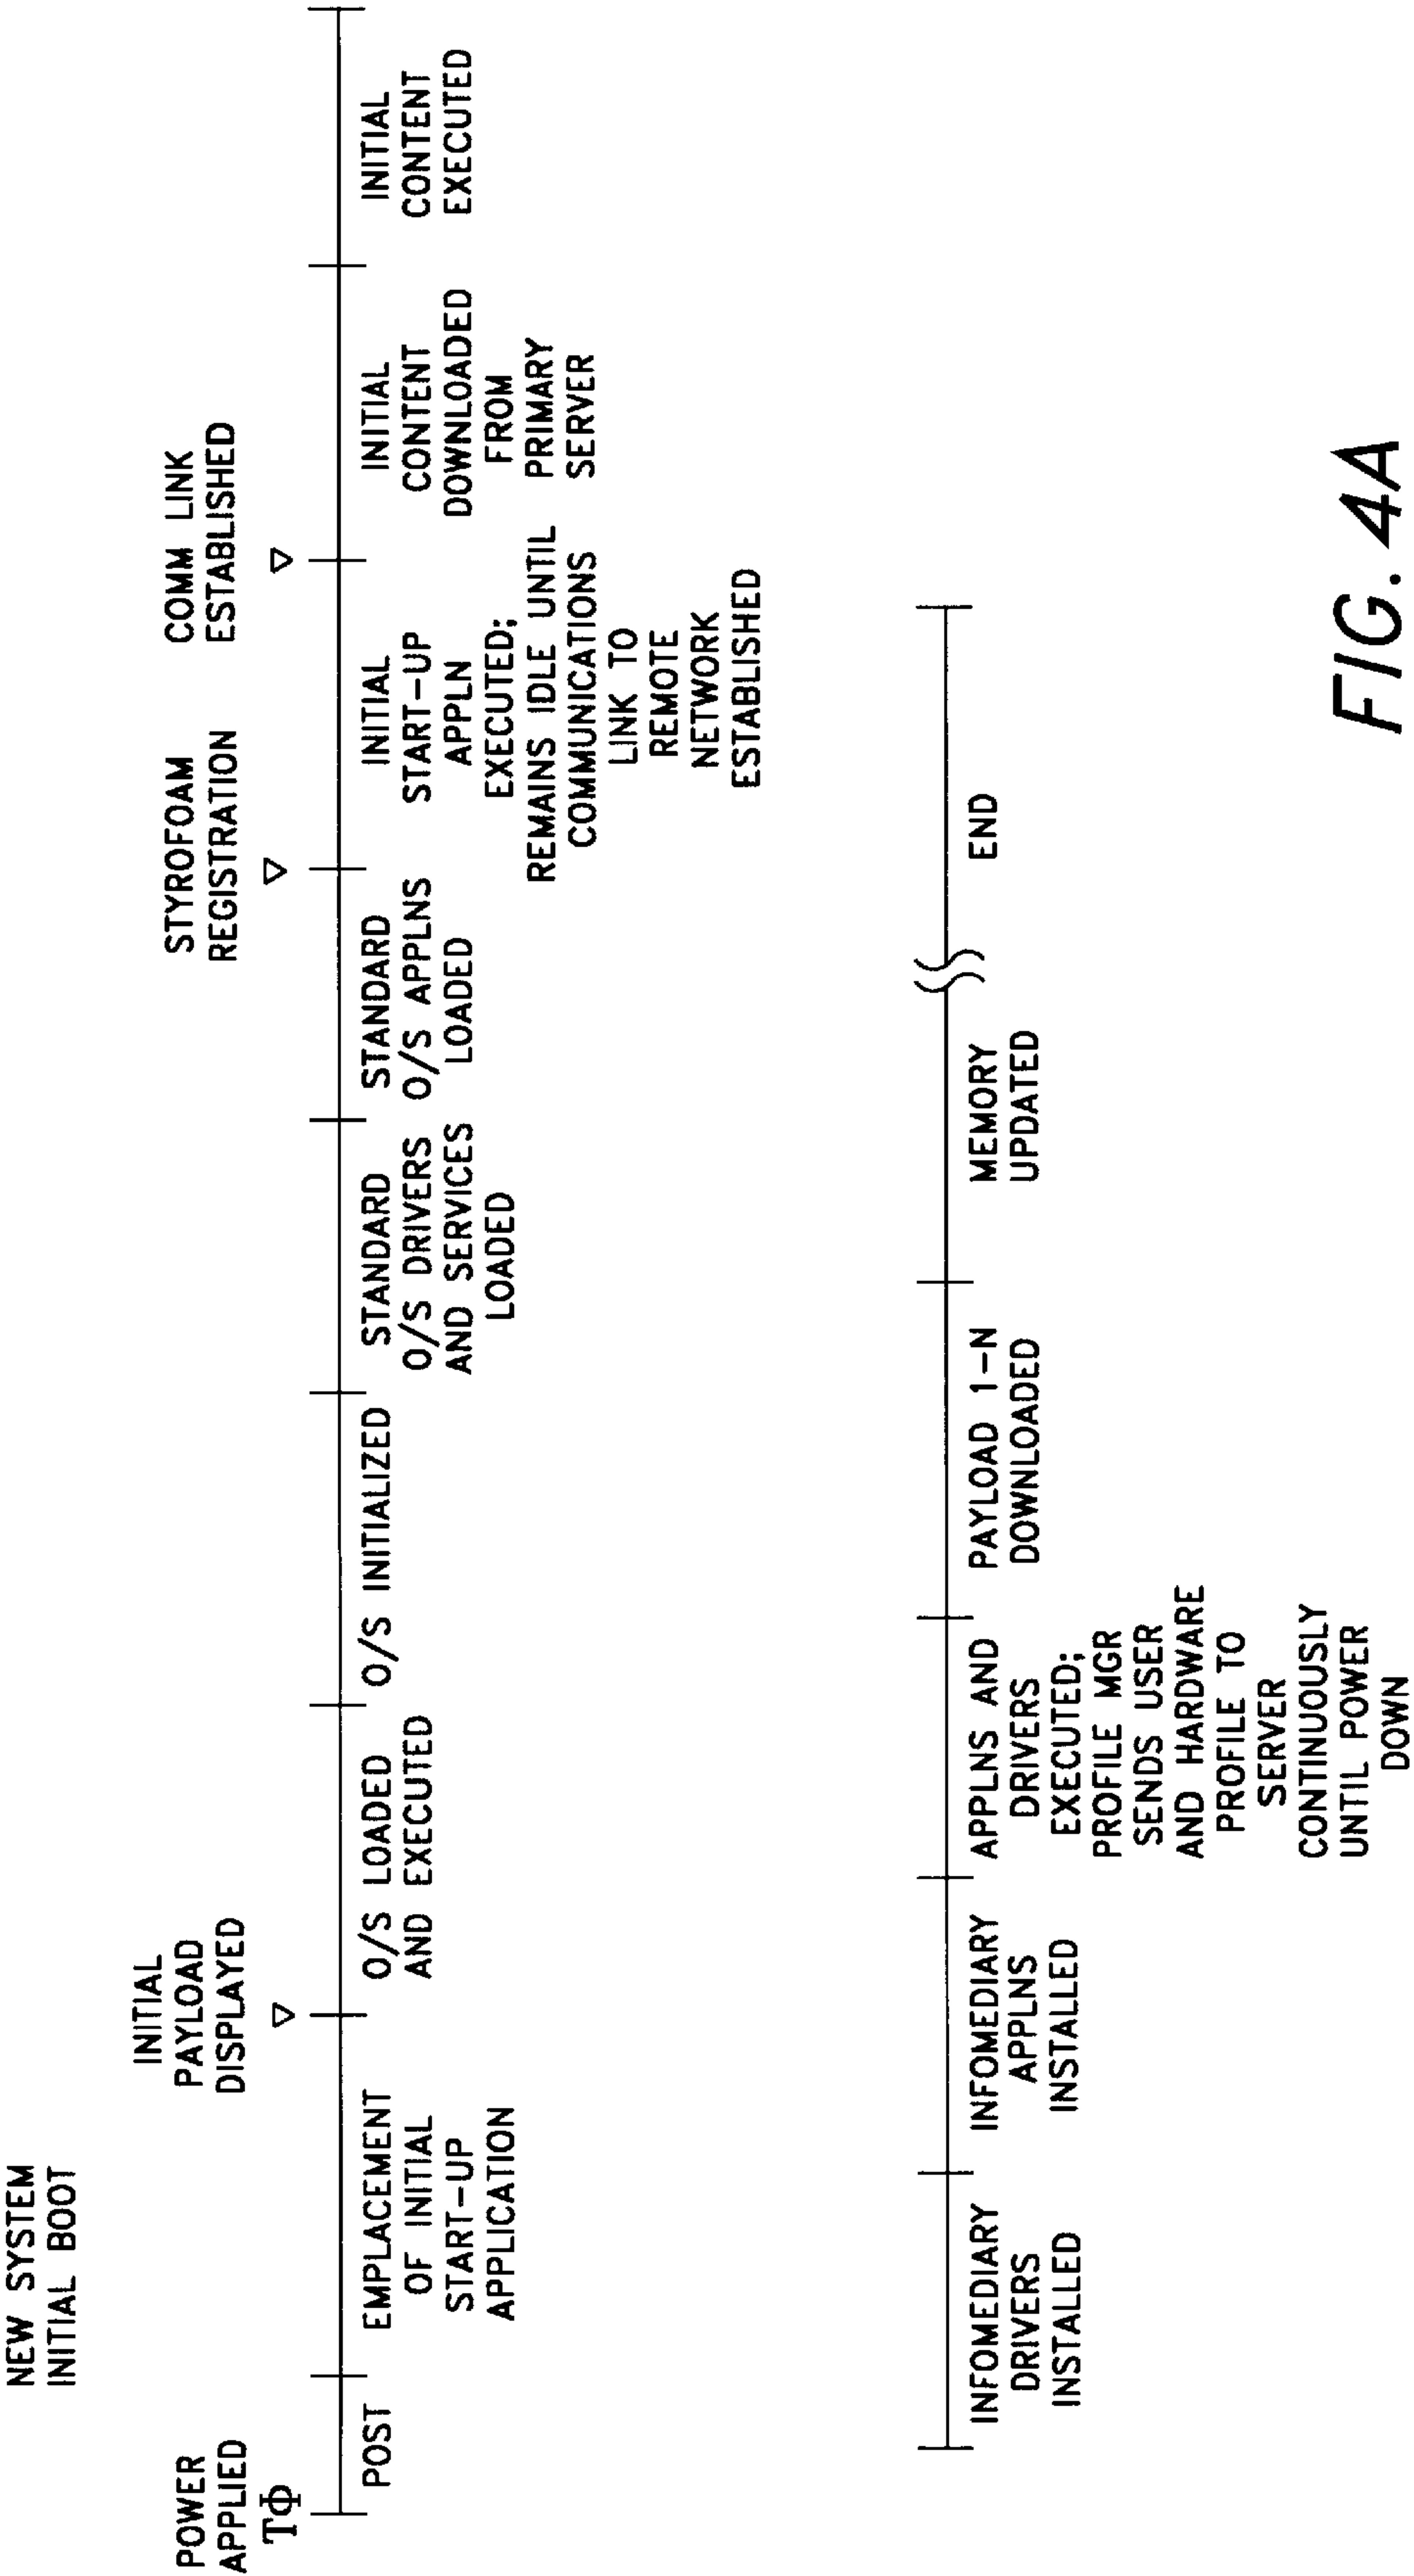 NEW SYSTEM
INITIAL BOOT
POWER
APPLIED
TΦ
INITIAL
PAYLOAD
DISPLAYED
STYROFOAM
REGISTRATION
COMM LINK
ESTABLISHED
POST
EMPLACEMENT
OF INITIAL
START-UP
APPLICATION
O/S LOADED
AND EXECUTED
O/S INITIALIZED
STANDARD
O/S DRIVERS
AND SERVICES
LOADED
STANDARD
O/S APPLNS
LOADED
INITIAL
START-UP
APPLN
EXECUTED;
REMAINS IDLE UNTIL
COMMUNICATIONS
LINK TO
REMOTE
NETWORK
ESTABLISHED
INITIAL
CONTENT
DOWNLOADED
FROM
PRIMARY
SERVER
INITIAL
CONTENT
EXECUTED
INFOMEDIARY
DRIVERS
INSTALLED
INFOMEDIARY
APPLNS
INSTALLED
APPLNS AND
DRIVERS
EXECUTED;
PROFILE MGR
SENDS USER
AND HARDWARE
PROFILE TO
SERVER
CONTINUOUSLY
UNTIL POWER
DOWN
PAYLOAD 1-N
DOWNLOADED
MEMORY
UPDATED
END
FIG. 4A